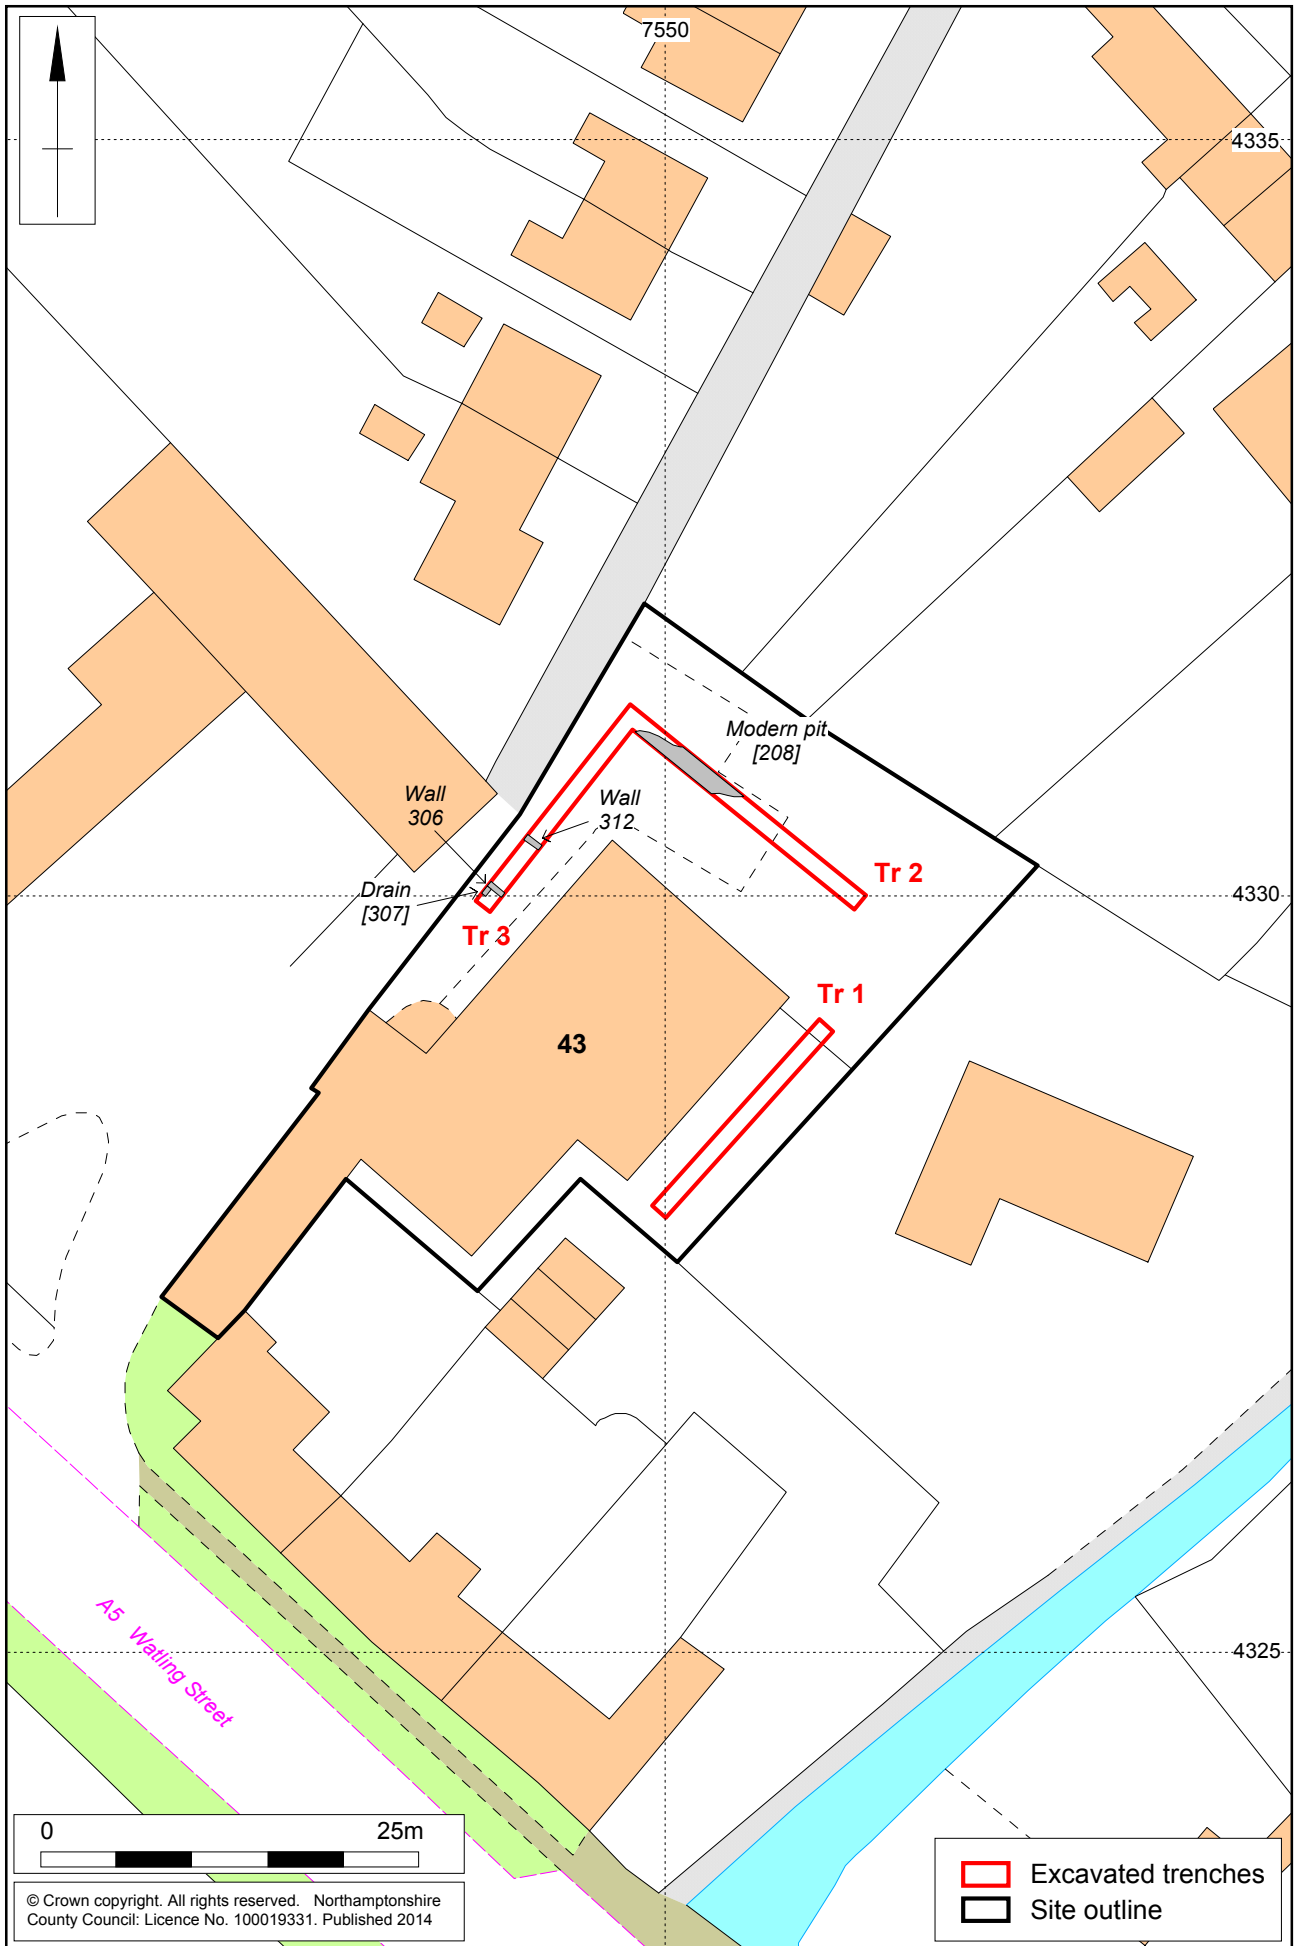 7550
4335
Modern pit
[208]
Wall
306
Wall
312
Drain
[307]
Tr 2
4330
Tr 3
Tr 1
43
A5 Watling Street
4325
0 25m
© Crown copyright. All rights reserved. Northamptonshire
County Council: Licence No. 100019331. Published 2014
Excavated trenches
Site outline